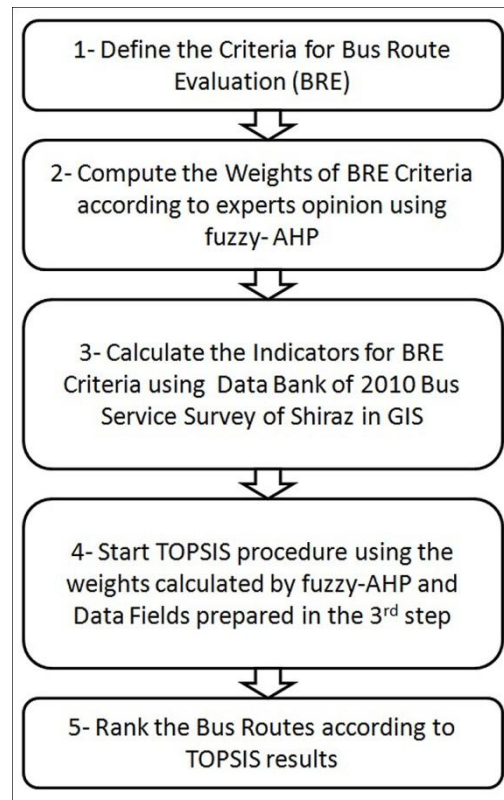 1- Define the Criteria for Bus Route
Evaluation (BRE)
2- Compute the Weights of BRE Criteria
according to experts opinion using
fuzzy- AHP
3- Calculate the Indicators for BRE
Criteria using Data Bank of 2010 Bus
Service Survey of Shiraz in GIS
4- Start TOPSIS procedure using the
weights calculated by fuzzy-AHP and
Data Fields prepared in the 3rd step
5- Rank the Bus Routes according to
TOPSIS results